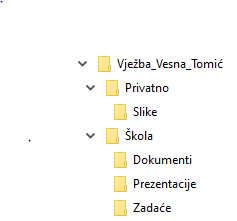 Vježba_Vesna_Tomić
Privatno
Slike
Škola
Dokumenti
Prezentacije
Zadaće